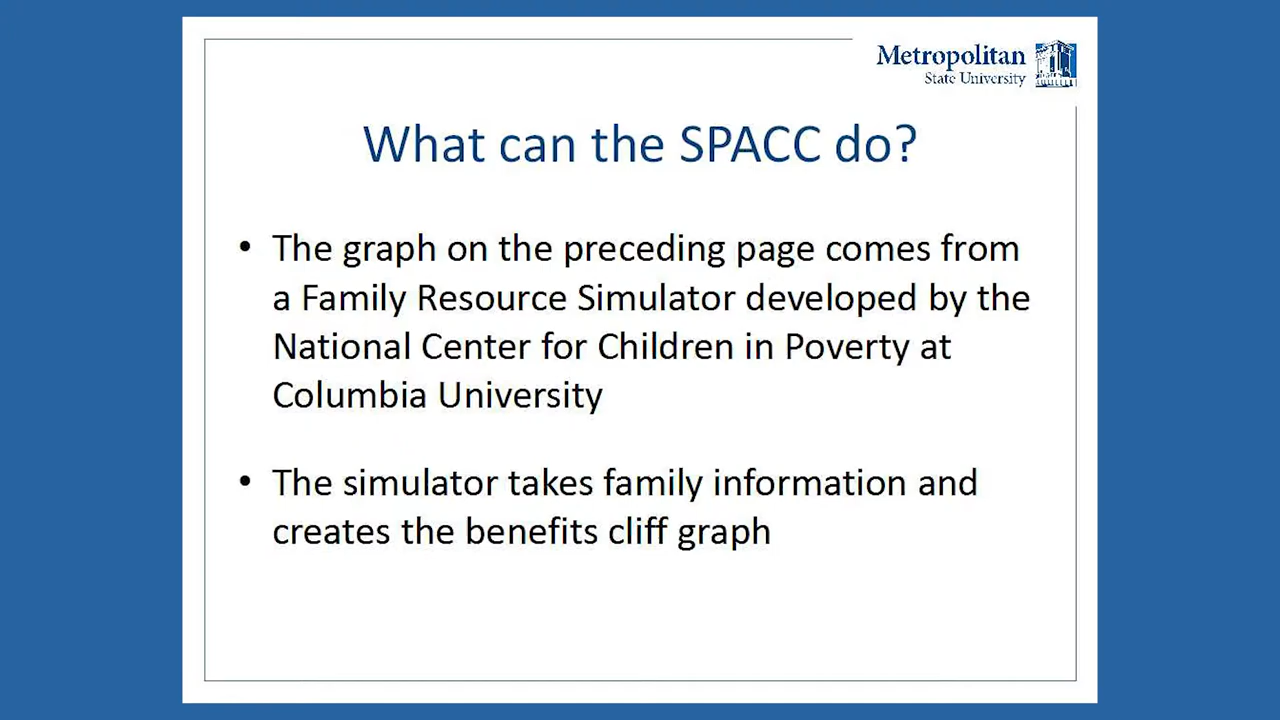 Metropolitan
State University
What can the SPACC do?
• The graph on the preceding page comes from
a Family Resource Simulator developed by the
National Center for Children in Poverty at
Columbia University
• The simulator takes family information and
creates the benefits cliff graph